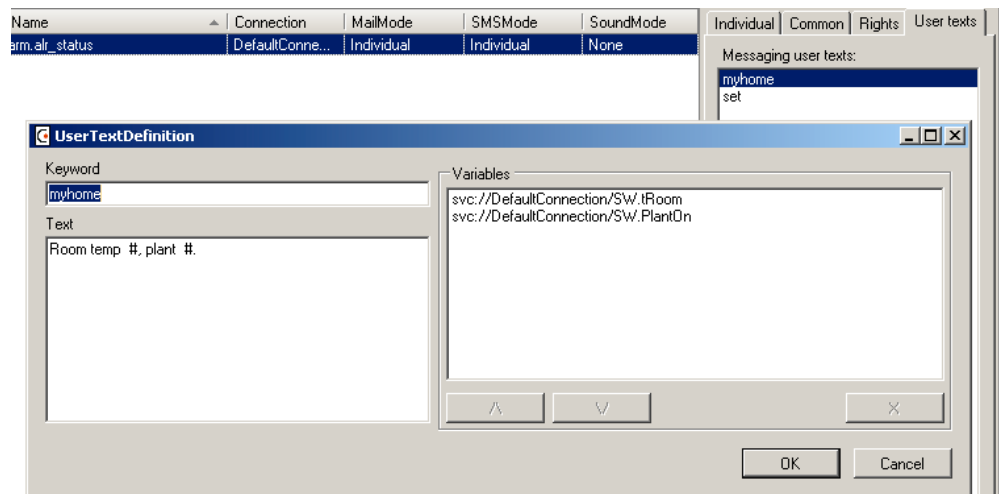 Name Connection MailMode SMSMode SoundMode
arm.alr_status DefaultConne... Individual Individual None
Individual Common Rights User texts
Messaging user texts:
myhome
set
UserTextDefinition
Keyword
myhome
Text
Room temp #, plant #.
Variables
svc://DefaultConnection/SW.tRoom
svc://DefaultConnection/SW.PlantOn
/\ \/ X
OK Cancel